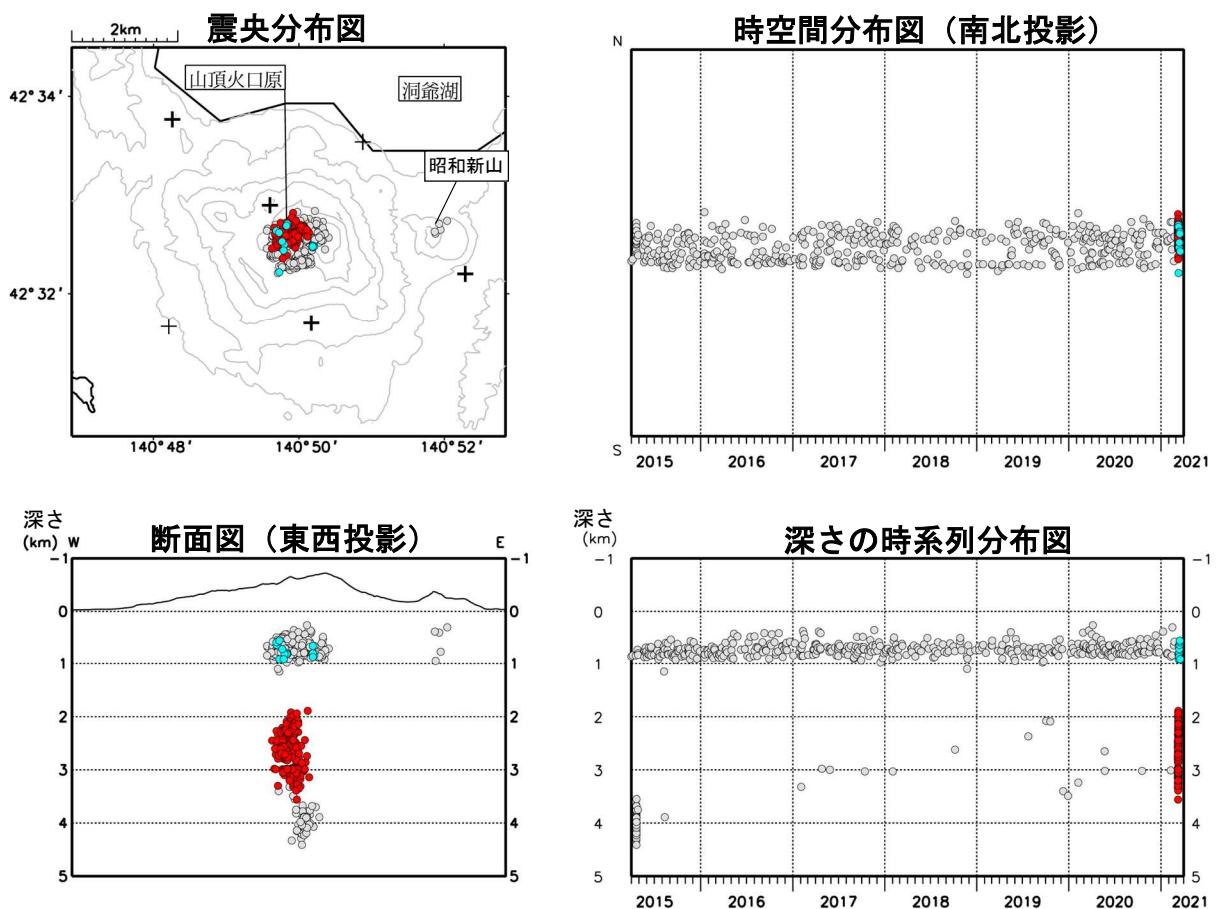 2km
震央分布図
山頂火口原
洞爺湖
昭和新山
42°34′
42°32′
140°48′
140°50′
140°52′
時空間分布図（南北投影）
N
S
2015
2016
2017
2018
2019
2020
2021
深さ
(km)
W
断面図（東西投影）
E
-1
0
1
2
3
4
5
-1
0
1
2
3
4
5
深さ
(km)
深さの時系列分布図
-1
0
1
2
3
4
5
-1
0
1
2
3
4
5
2015
2016
2017
2018
2019
2020
2021